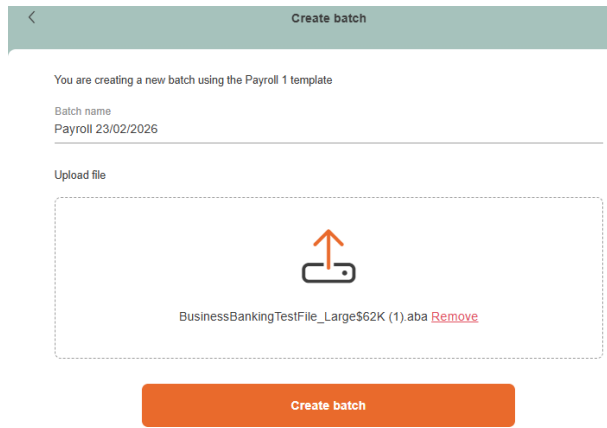 Create batch
You are creating a new batch using the Payroll 1 template
Batch name
Payroll 23/02/2026
Upload file
BusinessBankingTestFile_Large$62K (1).aba Remove
Create batch